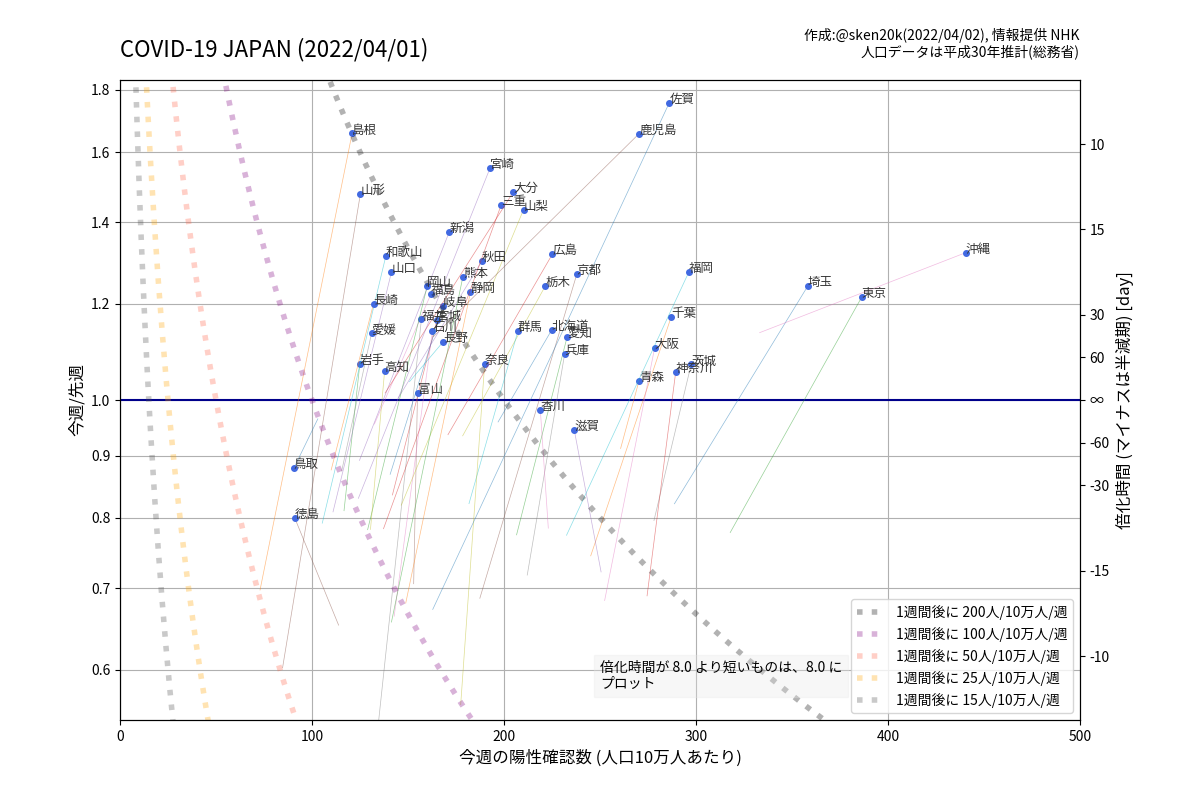 COVID-19 JAPAN (2022/04/01)
作成:@sken20k(2022/04/02), 情報提供 NHK
人口データは平成30年推計(総務省)
今週/先週
1.8
1.6
1.4
1.2
1.0
0.9
0.8
0.7
0.6
佐賀
鹿児島
島根
宮崎
山形
大分
三重
山梨
新潟
和歌山
秋田
広島
沖縄
山口
熊本
京都
福岡
岡山
福島
静岡
栃木
埼玉
東京
長崎
岐阜
福井
宮城
千葉
愛媛
石川
長野
群馬
北海道
愛知
兵庫
大阪
岩手
高知
奈良
茨城
神奈川
青森
富山
香川
滋賀
鳥取
徳島
10
15
30
60
∞
-60
-30
-15
-10
倍化時間 (マイナスは半減期) [day]
倍化時間が 8.0 より短いものは、8.0 に
プロット
1週間後に 200人/10万人/週
1週間後に 100人/10万人/週
1週間後に 50人/10万人/週
1週間後に 25人/10万人/週
1週間後に 15人/10万人/週
0
100
200
300
400
500
今週の陽性確認数 (人口10万人あたり)